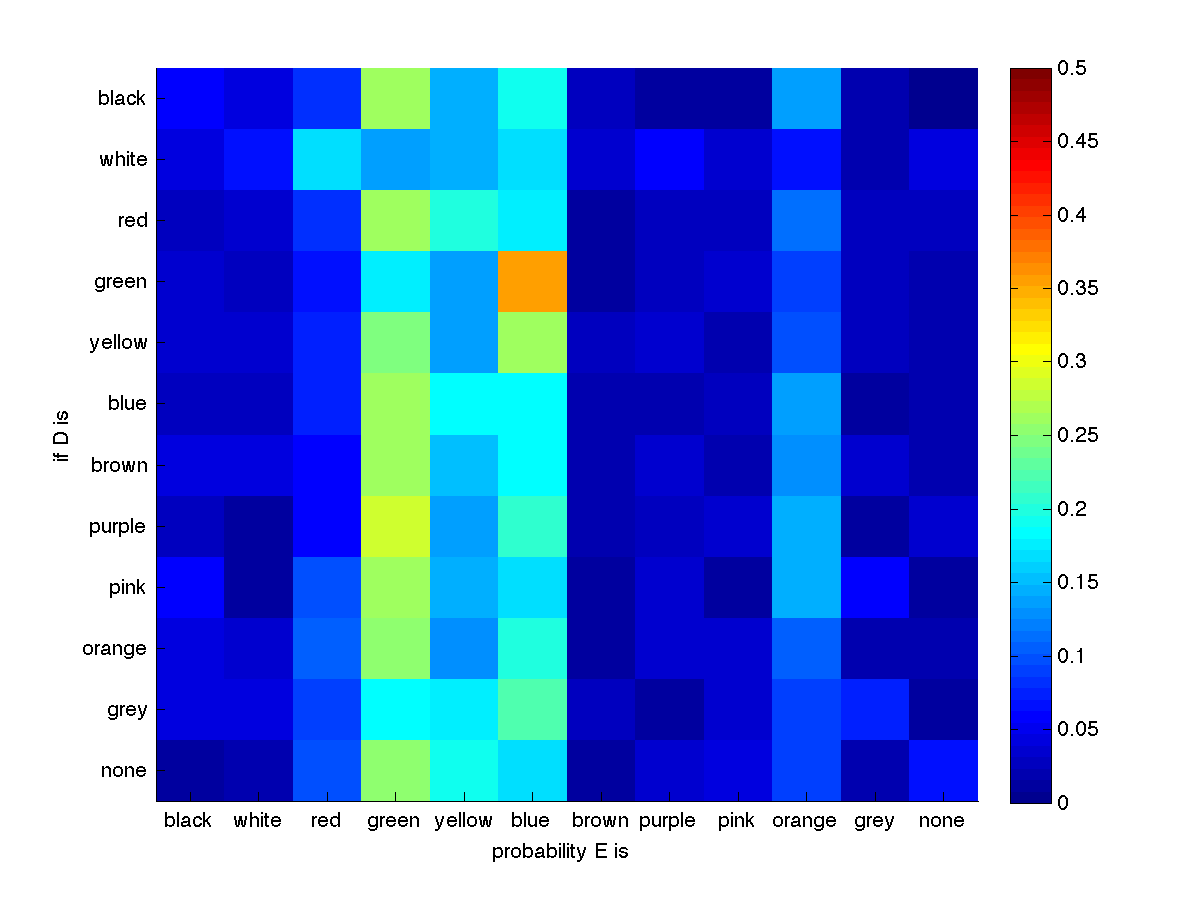 if D is
black
white
red
green
yellow
blue
brown
purple
pink
orange
grey
none
black white red green yellow blue brown purple pink orange grey none
probability E is
0.5
0.45
0.4
0.35
0.3
0.25
0.2
0.15
0.1
0.05
0